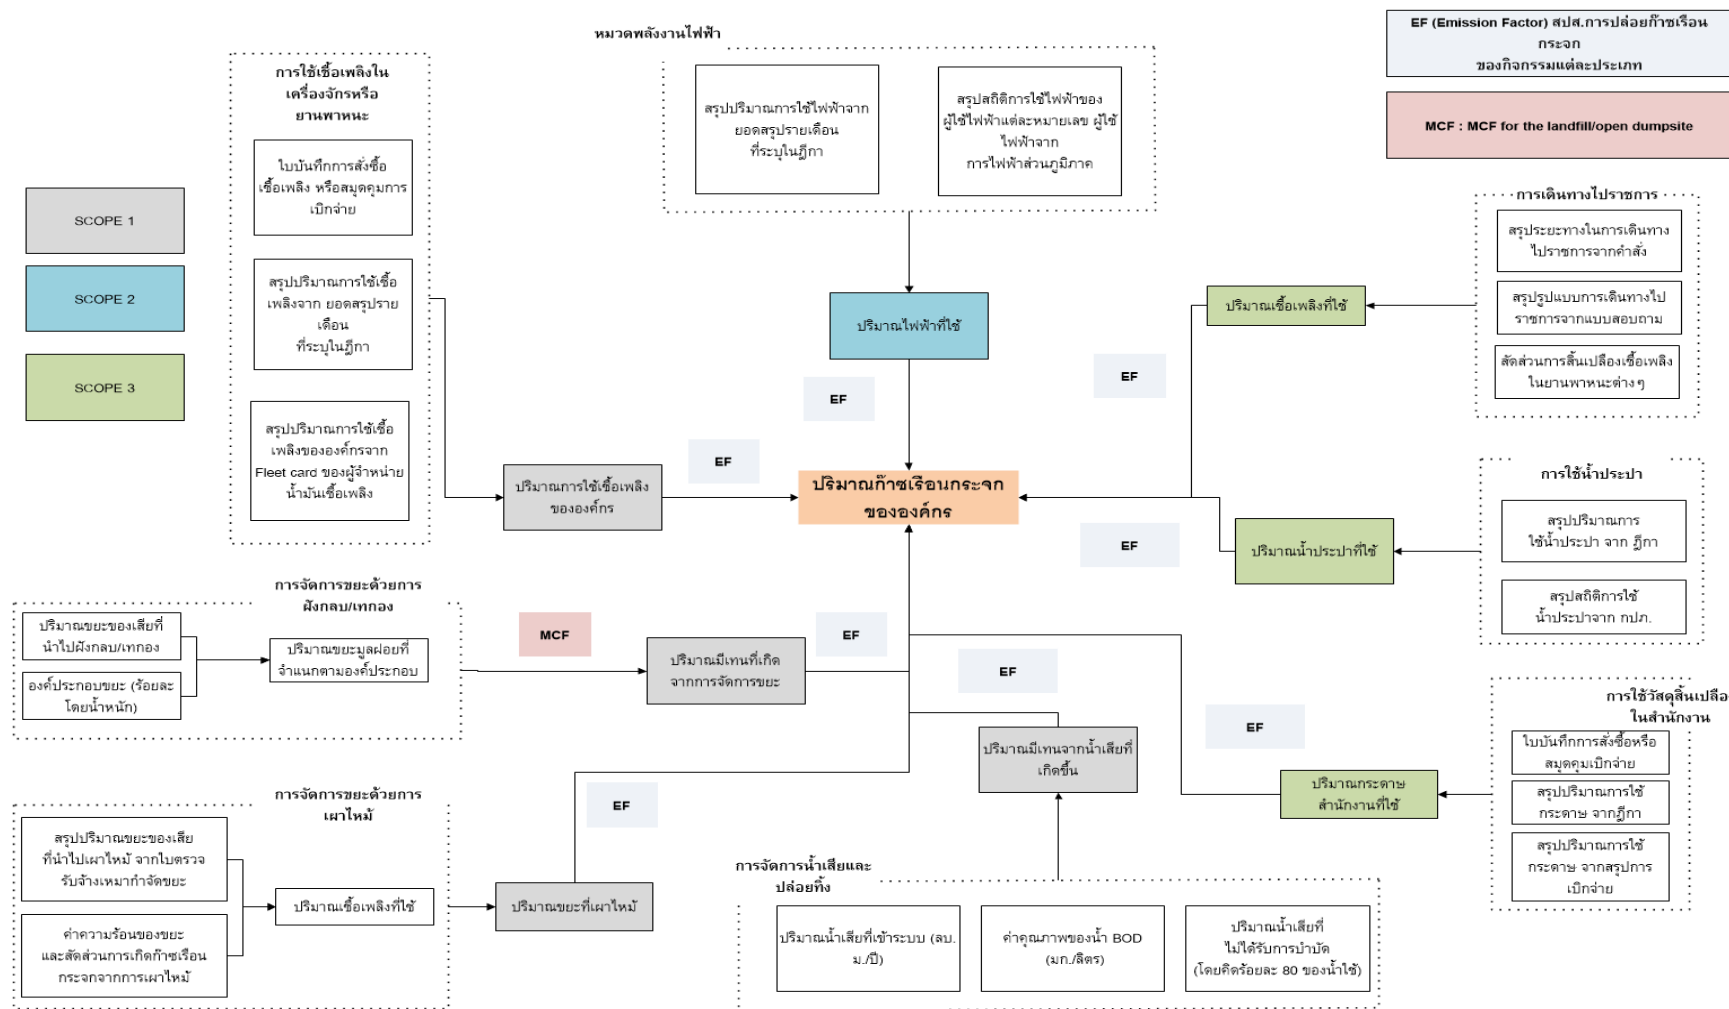 EF (Emission Factor) สปส.การปล่อยก๊าซเรือน
กระจก
ของกิจกรรมแต่ละประเภท
MCF : MCF for the landfill/open dumpsite
SCOPE 1
SCOPE 2
SCOPE 3
การใช้เชื้อเพลิงใน
เครื่องจักรหรือ
ยานพาหนะ
ใบบันทึกการสั่งซื้อ
เชื้อเพลิง หรือสมุดคุมการ
เบิกจ่าย
สรุปปริมาณการใช้เชื้อ
เพลิงจาก ยอดสรุปราย
เดือน
ที่ระบุในฎีกา
สรุปปริมาณการใช้เชื้อ
เพลิงขององค์กรจาก
Fleet card ของผู้จำหน่าย
น้ำมันเชื้อเพลิง
ปริมาณการใช้เชื้อเพลิง
ขององค์กร
EF
หมวดพลังงานไฟฟ้า
สรุปปริมาณการใช้ไฟฟ้าจาก
ยอดสรุปรายเดือน
ที่ระบุในฎีกา
สรุปสถิติการใช้ไฟฟ้าของ
ผู้ใช้ไฟฟ้าแต่ละหมายเลข ผู้ใช้
ไฟฟ้าจาก
การไฟฟ้าส่วนภูมิภาค
ปริมาณไฟฟ้าที่ใช้
EF
ปริมาณก๊าซเรือนกระจก
ขององค์กร
การเดินทางไปราชการ
สรุประยะทางในการเดินทาง
ไปราชการจากคำสั่ง
สรุปรูปแบบการเดินทางไป
ราชการจากแบบสอบถาม
สัดส่วนการสิ้นเปลืองเชื้อเพลิง
ในยานพาหนะต่างๆ
ปริมาณเชื้อเพลิงที่ใช้
EF
การใช้น้ำประปา
สรุปปริมาณการ
ใช้น้ำประปา จาก ฎีกา
สรุปสถิติการใช้
น้ำประปาจาก กปภ.
ปริมาณน้ำประปาที่ใช้
EF
การจัดการขยะด้วยการ
ฝังกลบ/เทกอง
ปริมาณขยะของเสียที่
นำไปฝังกลบ/เทกอง
องค์ประกอบขยะ (ร้อยละ
โดยน้ำหนัก)
ปริมาณขยะมูลฝอยที่
จำแนกตามองค์ประกอบ
MCF
ปริมาณมีเทนที่เกิด
จากการจัดการขยะ
EF
EF
ปริมาณมีเทนจากน้ำเสียที่
เกิดขึ้น
การใช้วัสดุสิ้นเปลือ
ในสำนักงาน
ใบบันทึกการสั่งซื้อหรือ
สมุดคุมเบิกจ่าย
สรุปปริมาณการใช้
กระดาษ จากฎีกา
สรุปปริมาณการใช้
กระดาษ จากสรุปการ
เบิกจ่าย
ปริมาณกระดาษ
สำนักงานที่ใช้
EF
การจัดการขยะด้วยการ
เผาไหม้
สรุปปริมาณขยะของเสีย
ที่นำไปเผาไหม้ จากใบตรวจ
รับจ้างเหมากำจัดขยะ
ค่าความร้อนของขยะ
และสัดส่วนการเกิดก๊าซเรือน
กระจกจากการเผาไหม้
ปริมาณเชื้อเพลิงที่ใช้
ปริมาณขยะที่เผาไหม้
EF
การจัดการน้ำเสียและ
ปล่อยทิ้ง
ปริมาณน้ำเสียที่เข้าระบบ (ลบ.
ม./ปี)
ค่าคุณภาพของน้ำ BOD
(มก./ลิตร)
ปริมาณน้ำเสียที่
ไม่ได้รับการบำบัด
(โดยคิดร้อยละ 80 ของน้ำใช้)